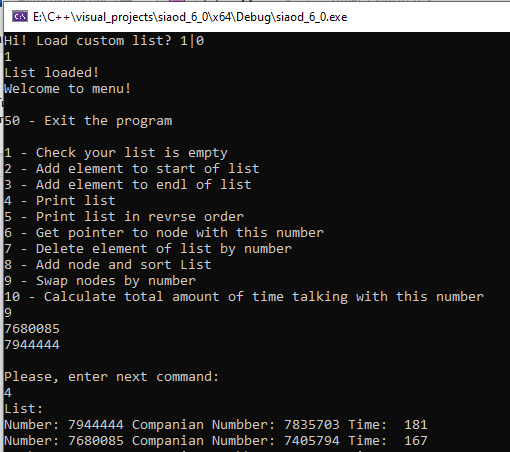 E:\C++\visual_projects\siaod_6_0\x64\Debug\siaod_6_0.exe
Hi! Load custom list? 1|0
1
List loaded!
Welcome to menu!
50 - Exit the program
1 - Check your list is empty
2 - Add element to start of list
3 - Add element to endl of list
4 - Print list
5 - Print list in revrse order
6 - Get pointer to node with this number
7 - Delete element of list by number
8 - Add node and sort List
9 - Swap nodes by number
10 - Calculate total amount of time talking with this number
9
7680085
7944444
Please, enter next command:
4
List:
Number: 7944444 Companian Numbber: 7835703 Time:  181
Number: 7680085 Companian Numbber: 7405794 Time:  167